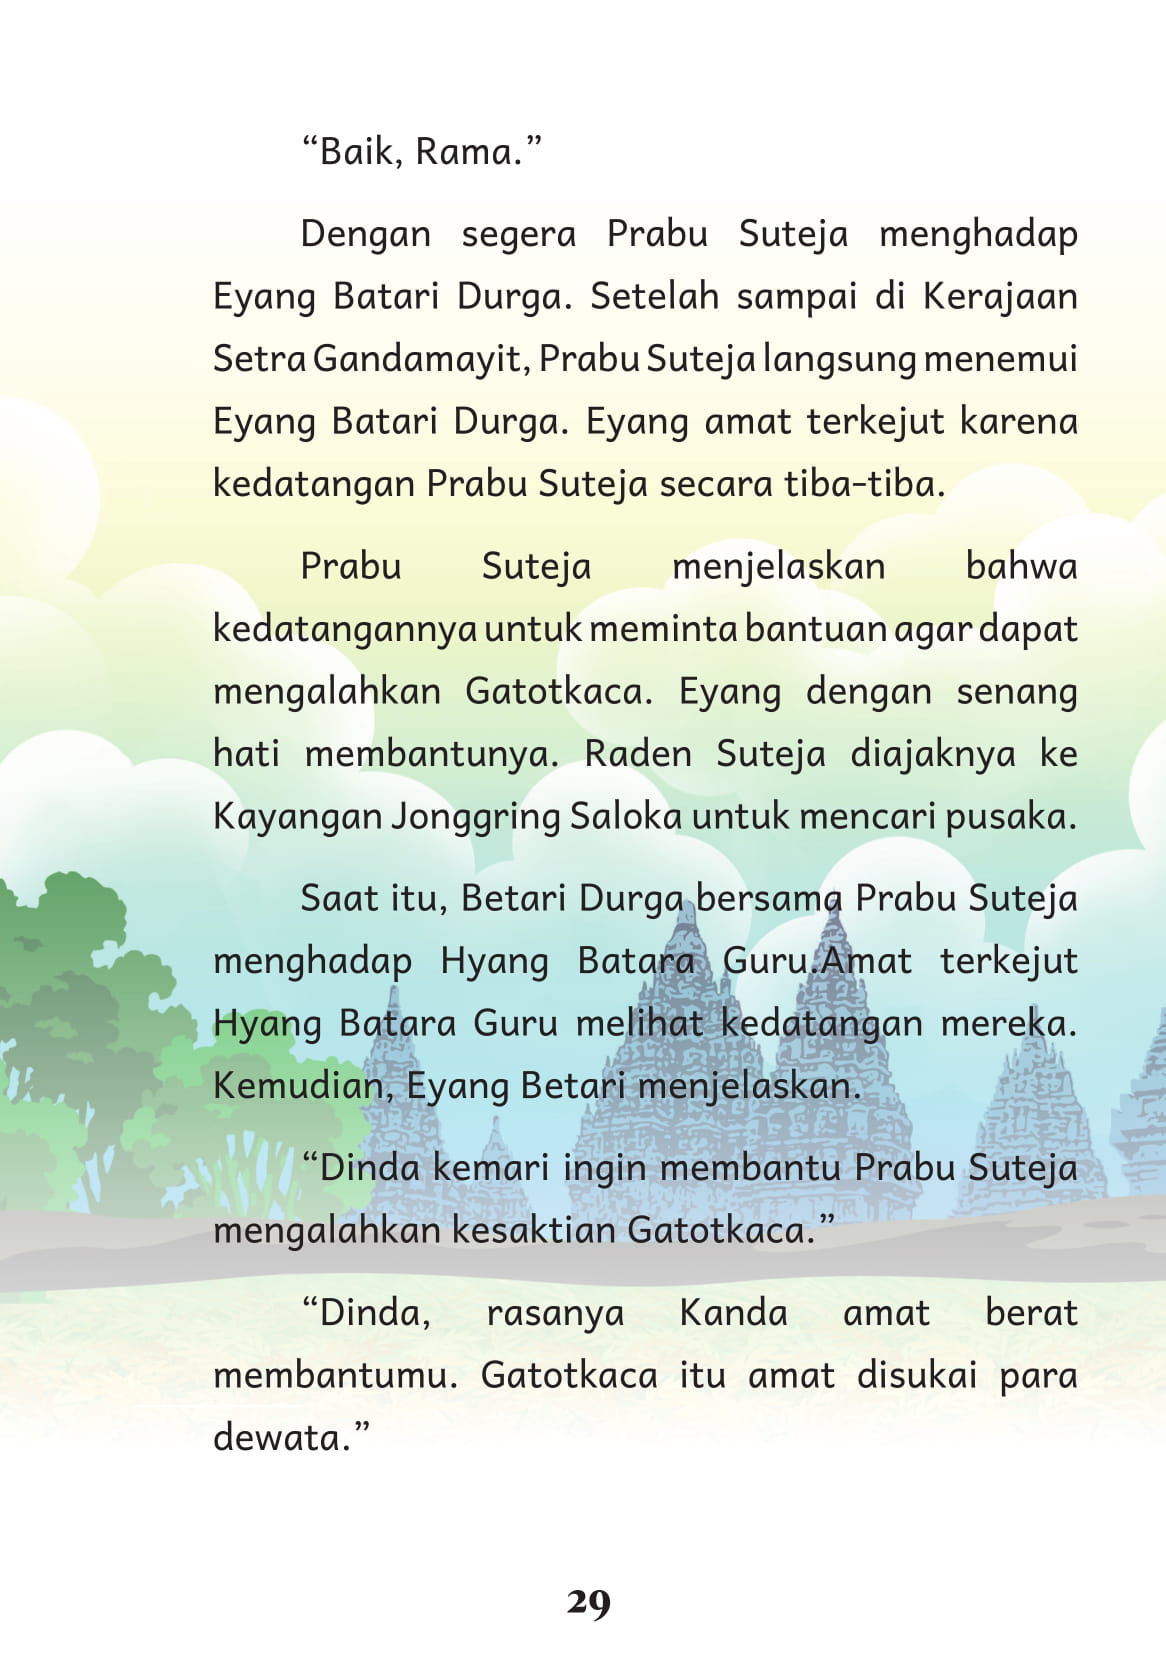 “Baik, Rama.”
Dengan segera Prabu Suteja menghadap
Eyang Batari Durga. Setelah sampai di Kerajaan
Setra Gandamayit, Prabu Suteja langsung menemui
Eyang Batari Durga. Eyang amat terkejut karena
kedatangan Prabu Suteja secara tiba-tiba.
Prabu Suteja menjelaskan bahwa
kedatangannya untuk meminta bantuan agar dapat
mengalahkan Gatotkaca. Eyang dengan senang
hati membantunya. Raden Suteja diajaknya ke
Kayangan Jonggring Saloka untuk mencari pusaka.
Saat itu, Betari Durga bersama Prabu Suteja
menghadap Hyang Batara Guru.Amat terkejut
Hyang Batara Guru melihat kedatangan mereka.
Kemudian, Eyang Betari menjelaskan.
“Dinda kemari ingin membantu Prabu Suteja
mengalahkan kesaktian Gatotkaca.”
“Dinda, rasanya Kanda amat berat
membantumu. Gatotkaca itu amat disukai para
dewata.”
29